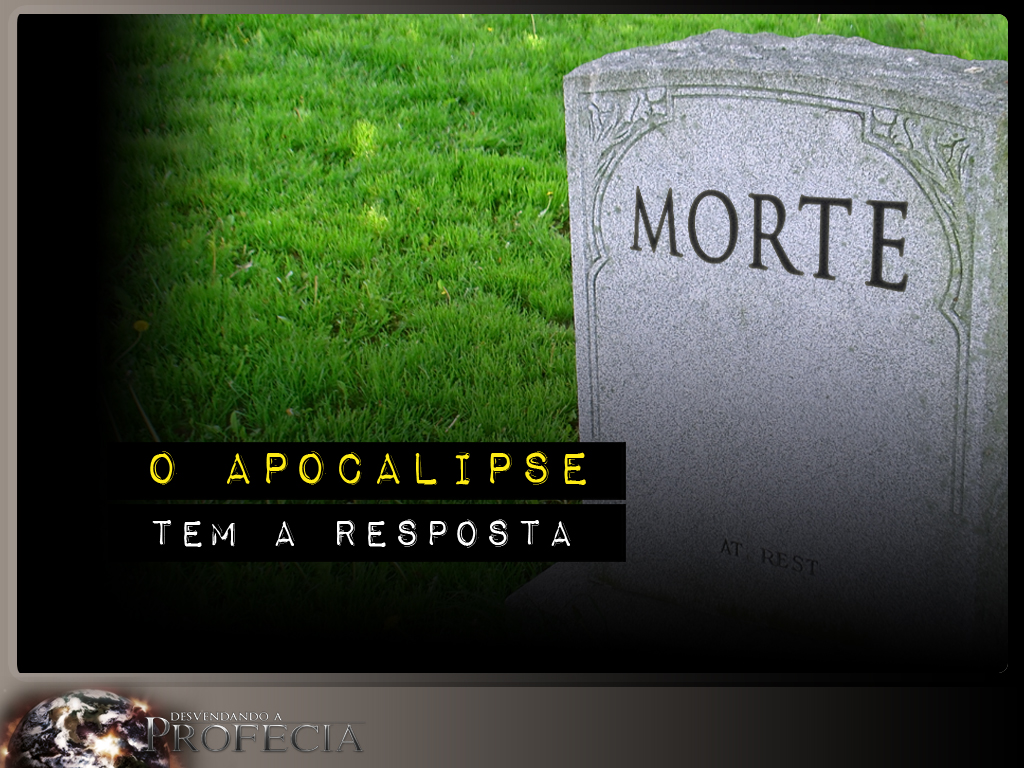 MORTE
O APOCALIPSE
TEM A RESPOSTA
AT REST
DESVENDANDO A
PROFECIA